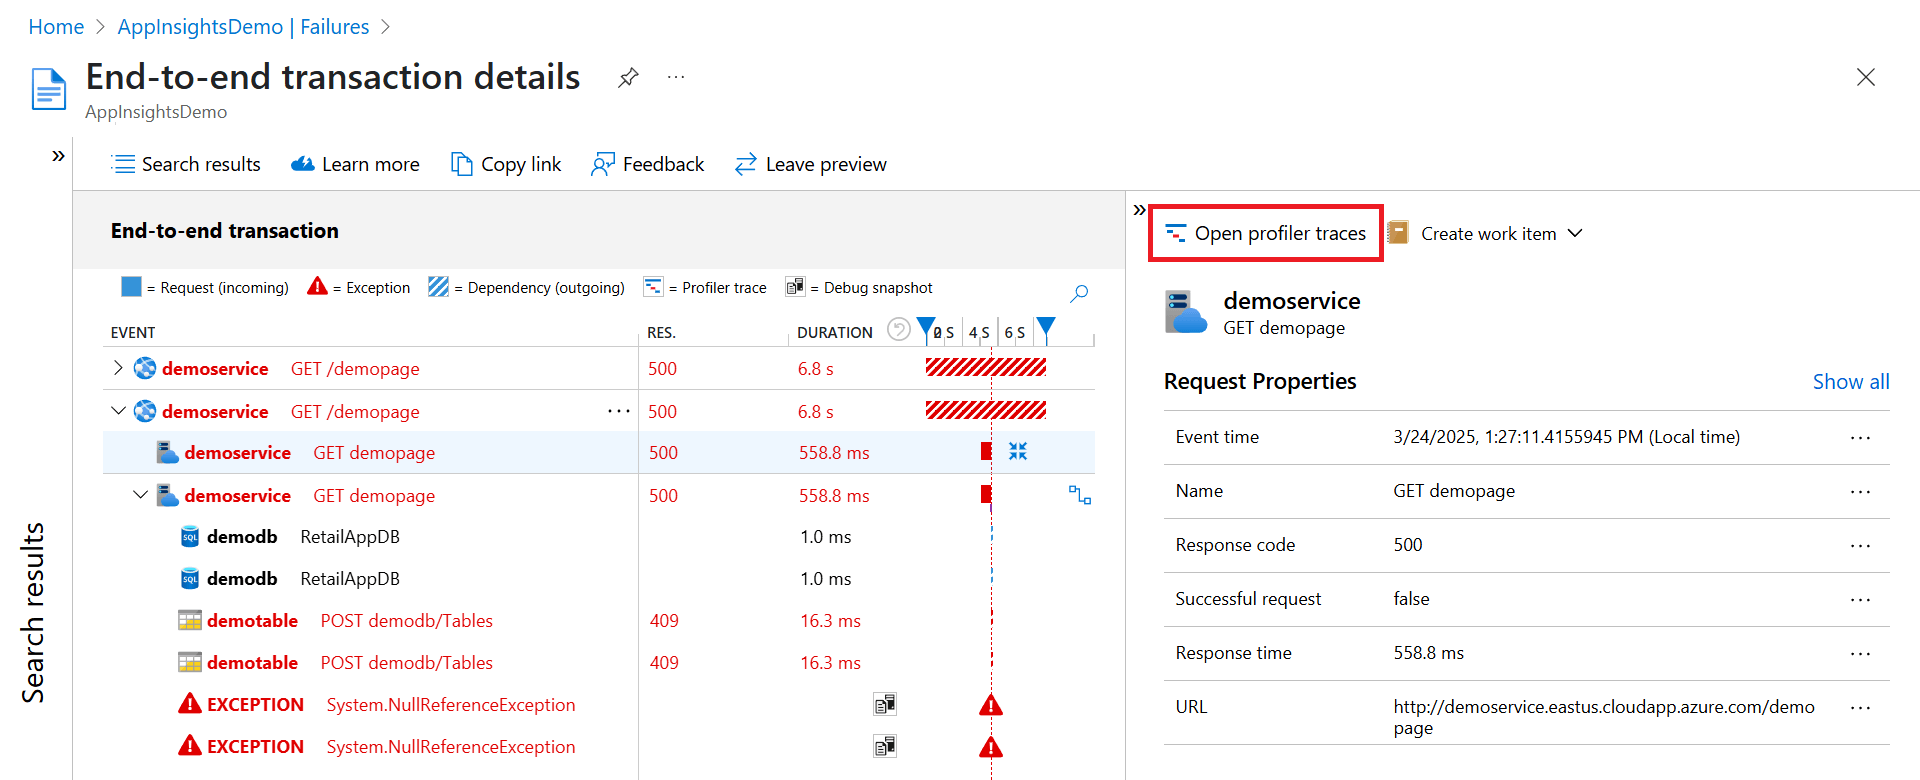 Home > AppInsightsDemo | Failures >
End-to-end transaction details ...
AppInsightsDemo
»
Search results
Search results Learn more Copy link Feedback Leave preview
End-to-end transaction
= Request (incoming) = Exception = Dependency (outgoing) = Profiler trace = Debug snapshot
EVENT RES. DURATION 4 S 6 S
demoservice GET /demopage 500 6.8 s
demoservice GET /demopage ... 500 6.8 s
demoservice GET demopage 500 558.8 ms
demoservice GET demopage 500 558.8 ms
SQL demodb RetailAppDB 1.0 ms
SQL demodb RetailAppDB 1.0 ms
demotable POST demodb/Tables 409 16.3 ms
demotable POST demodb/Tables 409 16.3 ms
EXCEPTION System.NullReferenceException
EXCEPTION System.NullReferenceException
» Open profiler traces Create work item
demoservice
GET demopage
Request Properties Show all
Event time 3/24/2025, 1:27:11.4155945 PM (Local time) ...
Name GET demopage ...
Response code 500 ...
Successful request false ...
Response time 558.8 ms ...
URL http://demoservice.eastus.cloudapp.azure.com/demo ...
page